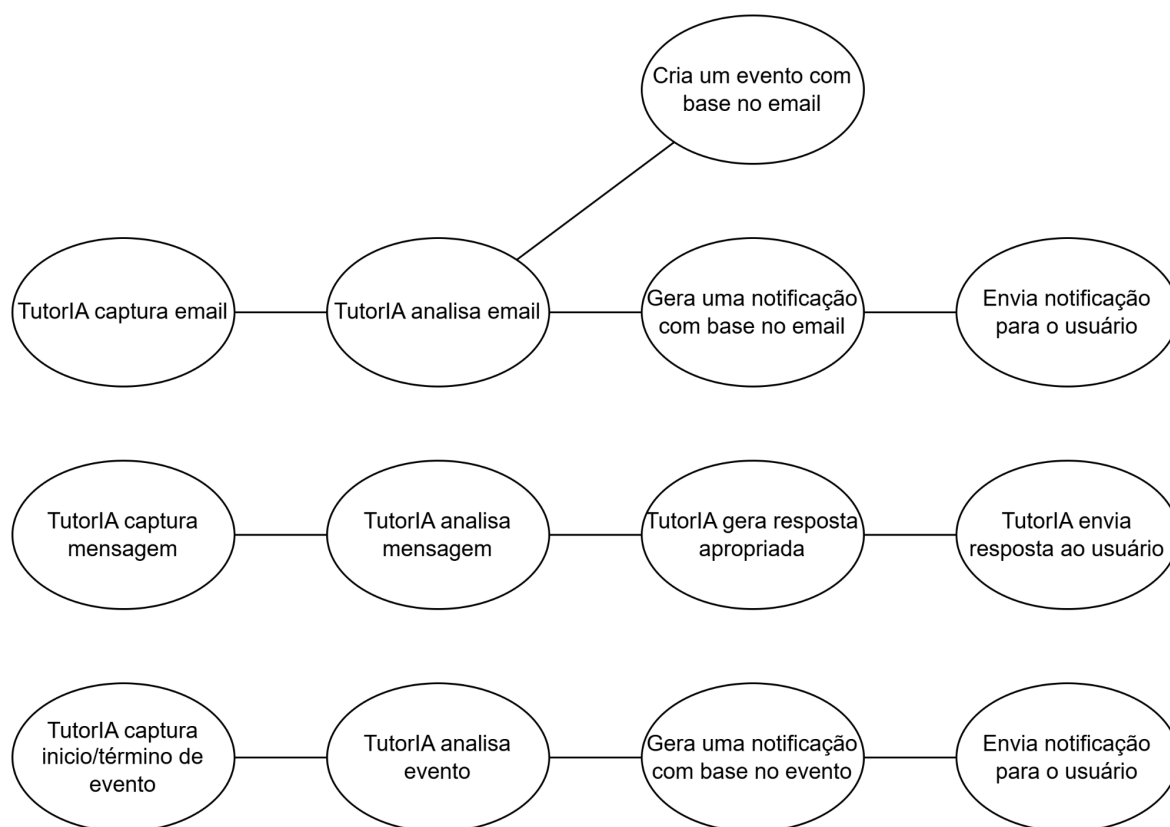 Cria um evento com
base no email
TutorIA captura email
TutorIA analisa email
Gera uma notificação
com base no email
Envia notificação
para o usuário
TutorIA captura
mensagem
TutorIA analisa
mensagem
TutorIA gera resposta
apropriada
TutorIA envia
resposta ao usuário
TutorIA captura
inicio/término de
evento
TutorIA analisa
evento
Gera uma notificação
com base no evento
Envia notificação
para o usuário